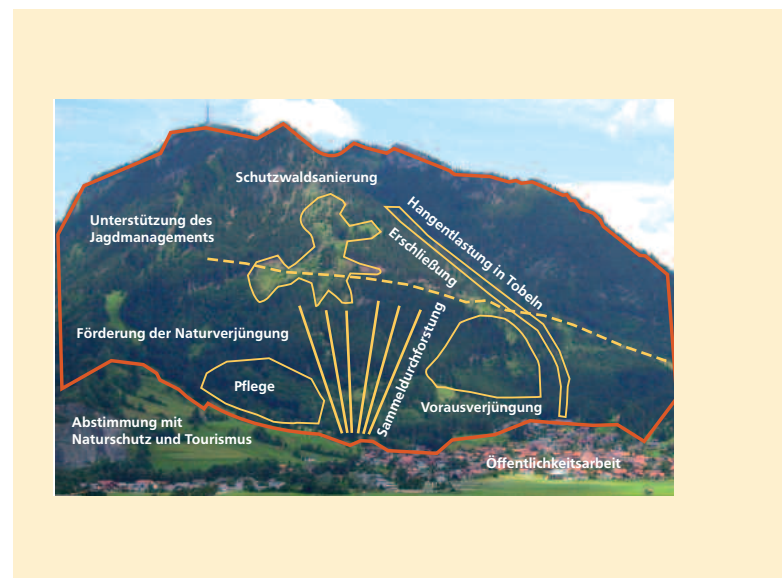 Schutzwaldsanierung
Unterstützung des
Jagdmanagements
Hangentlastung in Tobeln
Erschließung
Förderung der Naturverjüngung
Sammeldurchforstung
Pflege
Vorausverjüngung
Abstimmung mit
Naturschutz und Tourismus
Öffentlichkeitsarbeit